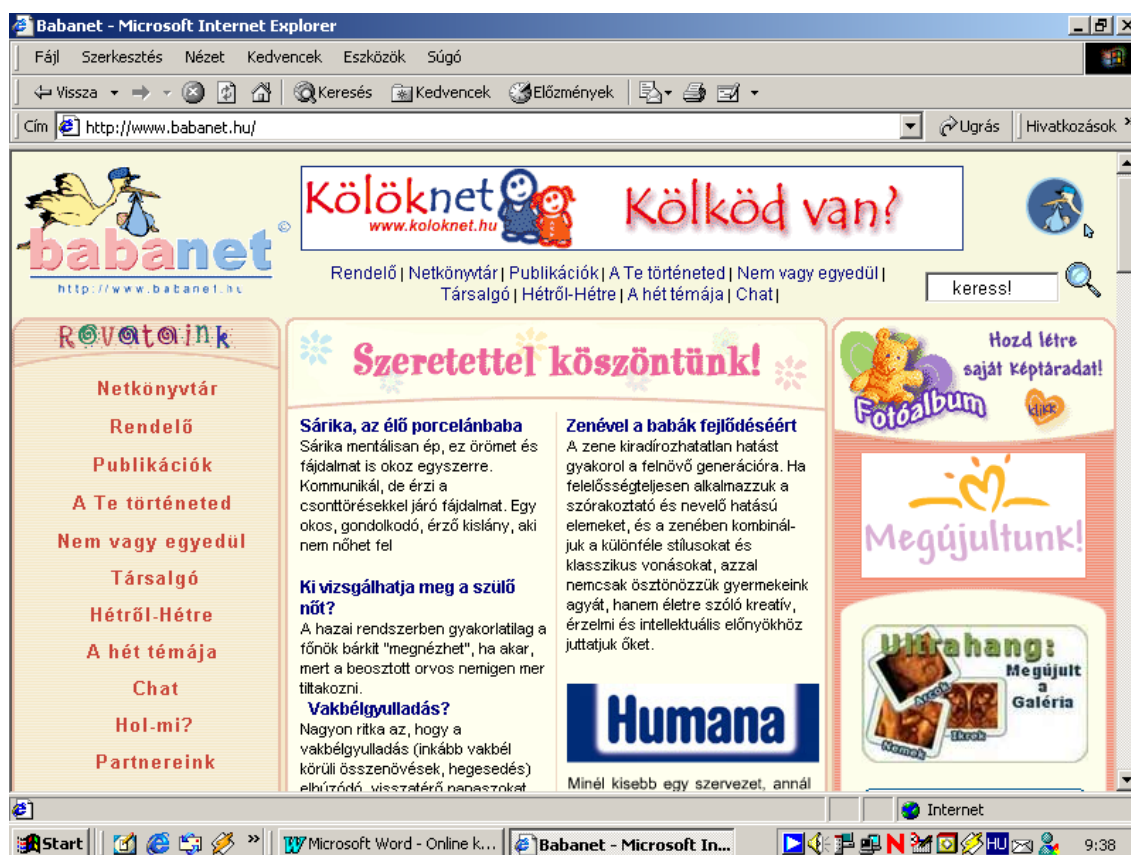 Babanet - Microsoft Internet Explorer
Fájl Szerkesztés Nézet Kedvencek Eszközök Súgó
Vissza Keresés Kedvencek Előzmények
Cím http://www.babanet.hu/ Ugrás Hivatkozások »
babanet ©
http://www.babanet.hu
Kölöknet
www.koloknet.hu
Kölköd van?
Rendelő | Netkönyvtár | Publikációk | A Te történeted | Nem vagy egyedül |
Társalgó | Hétről-Hétre | A hét témája | Chat |
keress!
Rovataink
Netkönyvtár
Rendelő
Publikációk
A Te történeted
Nem vagy egyedül
Társalgó
Hétről-Hétre
A hét témája
Chat
Hol-mi?
Partnereink
Szeretettel köszöntünk!
Sárika, az élő porcelánbaba
Sárika mentálisan ép, ez örömet és
fájdalmat is okoz egyszerre.
Kommunikál, de érzi a
csonttörésekkel járó fájdalmat. Egy
okos, gondolkodó, érző kislány, aki
nem nőhet fel
Ki vizsgálhatja meg a szülő
nőt?
A hazai rendszerben gyakorlatilag a
főnök bárkit "megnézhet", ha akar,
mert a beosztott orvos nemigen mer
tiltakozni.
Vakbélgyulladás?
Nagyon ritka az, hogy a
vakbélgyulladás (inkább vakbél
körüli összenövések, hegesedés)
elhúzódó, visszatérő panaszokat
Zenével a babák fejlődéséért
A zene kiradírozhatatlan hatást
gyakorol a felnövő generációra. Ha
felelősségteljesen alkalmazzuk a
szórakoztató és nevelő hatású
elemeket, és a zenében kombinál-
juk a különféle stílusokat és
klasszikus vonásokat, azzal
nemcsak ösztönözzük gyermekeink
agyát, hanem életre szóló kreatív,
érzelmi és intellektuális előnyökhöz
juttatjuk őket.
Humana
Minél kisebb egy szervezet, annál
Hozd létre
saját képtáradat!
Fotóalbum
klikk
Megújultunk!
Ultrahang:
Megújult
a
Galéria
Arcok
Nemek
Ikrek
Internet
Start » Microsoft Word - Online k... Babanet - Microsoft In... HU 9:38